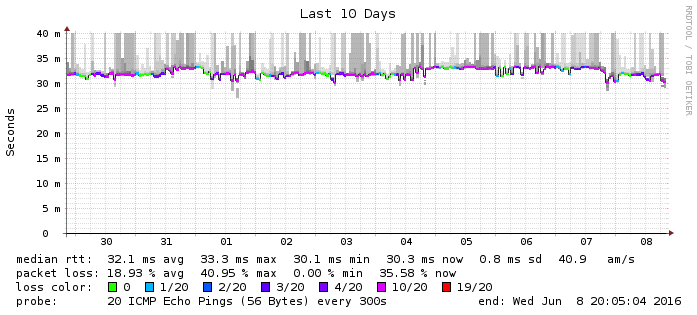 Last 10 Days
RRDTOOL / TOBI OETIKER
Seconds
40 m
35 m
30 m
25 m
20 m
15 m
10 m
5 m
0
30 31 01 02 03 04 05 06 07 08
median rtt: 32.1 ms avg 33.3 ms max 30.1 ms min 30.3 ms now 0.8 ms sd 40.9 am/s
packet loss: 18.93 % avg 40.95 % max 0.00 % min 35.58 % now
loss color: 0 1/20 2/20 3/20 4/20 10/20 19/20
probe: 20 ICMP Echo Pings (56 Bytes) every 300s end: Wed Jun 8 20:05:04 2016